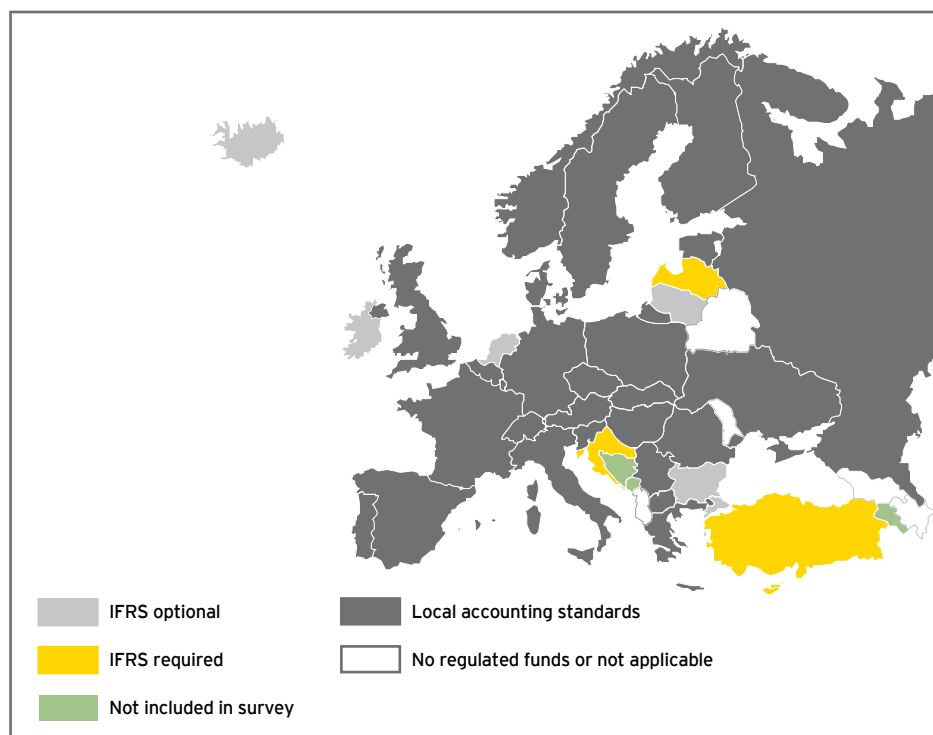 IFRS optional
Local accounting standards
IFRS required
No regulated funds or not applicable
Not included in survey